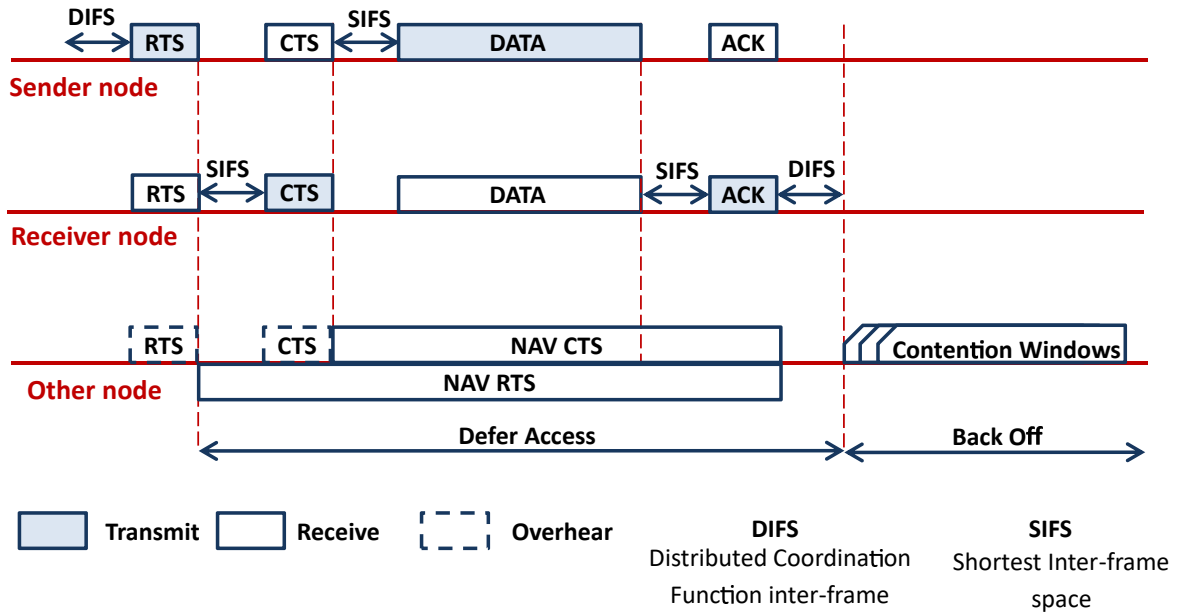 DIFS
SIFS
RTS
CTS
DATA
ACK
Sender node
SIFS
SIFS
DIFS
RTS
CTS
DATA
ACK
Receiver node
RTS
CTS
NAV CTS
Contention Windows
Other node
NAV RTS
Defer Access
Back Off
Transmit
Receive
Overhear
DIFS
Distributed Coordination
Function inter-frame
SIFS
Shortest Inter-frame
space